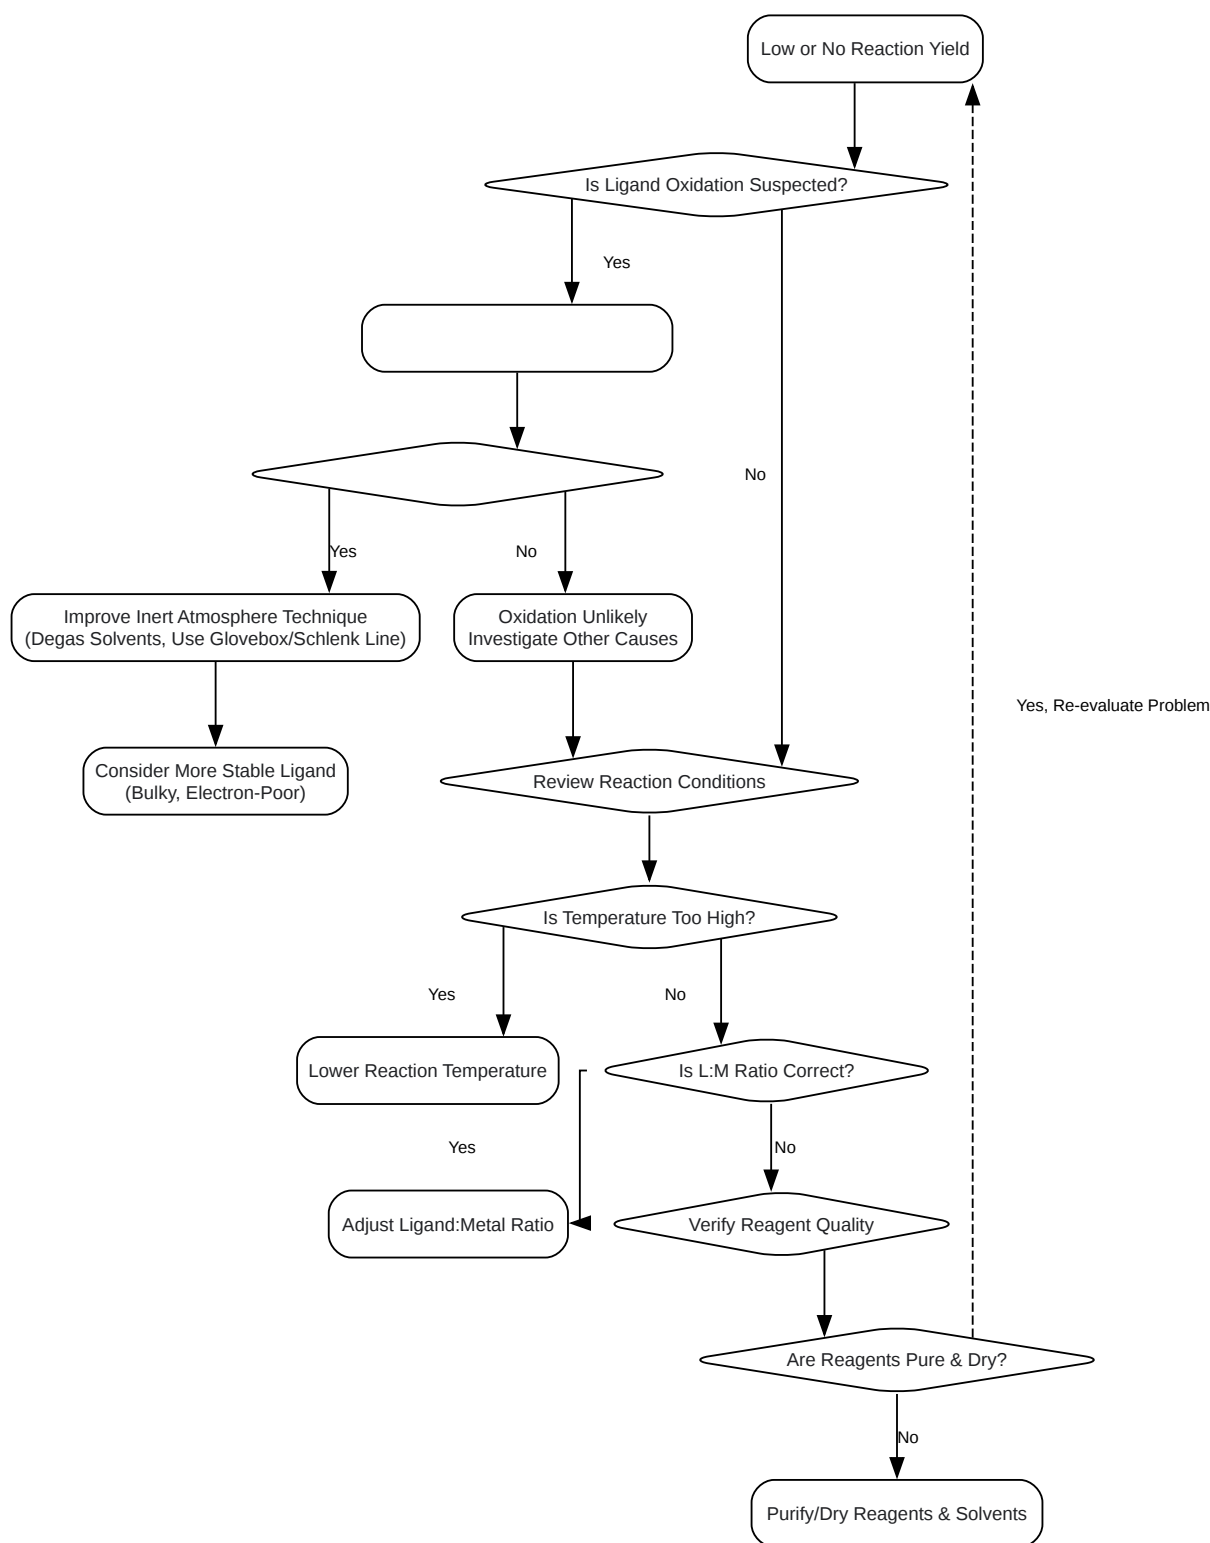 Low or No Reaction Yield
Is Ligand Oxidation Suspected?
Yes
No
Yes
No
Improve Inert Atmosphere Technique
(Degas Solvents, Use Glovebox/Schlenk Line)
Oxidation Unlikely
Investigate Other Causes
Yes, Re-evaluate Problem
Consider More Stable Ligand
(Bulky, Electron-Poor)
Review Reaction Conditions
Is Temperature Too High?
Yes
No
Lower Reaction Temperature
Is L:M Ratio Correct?
Yes
No
Adjust Ligand:Metal Ratio
Verify Reagent Quality
Are Reagents Pure & Dry?
No
Purify/Dry Reagents & Solvents